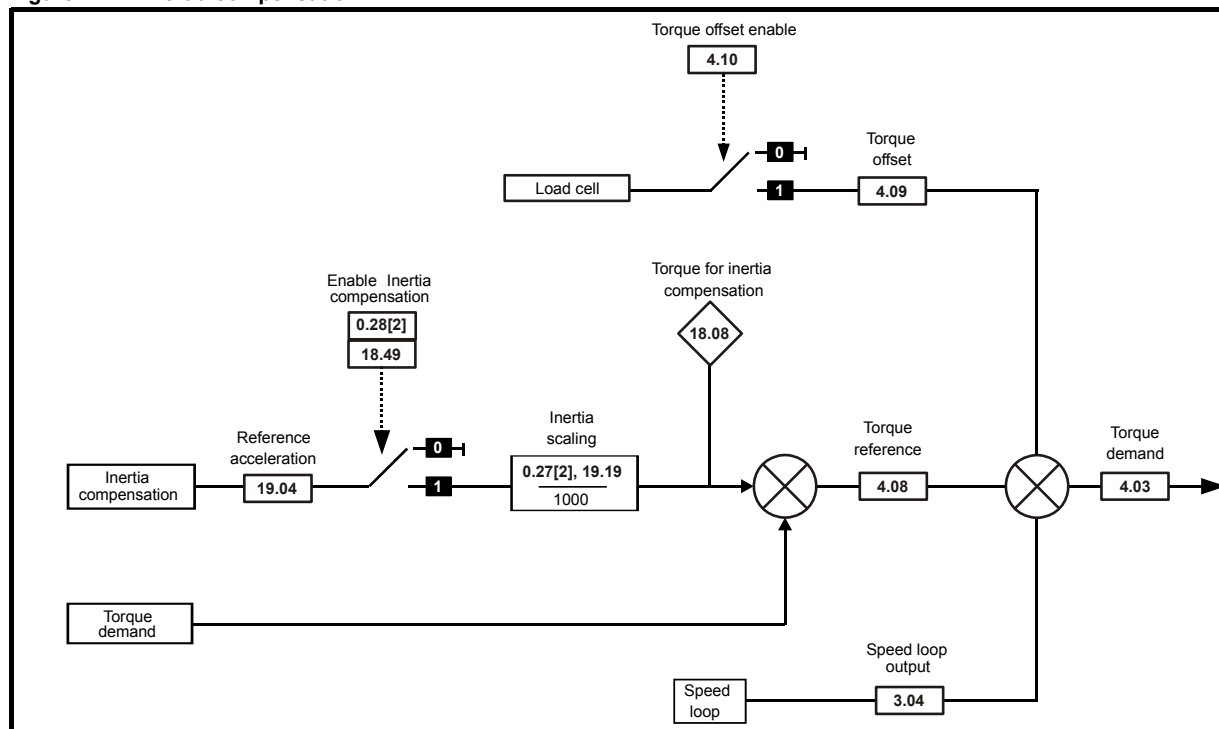 Torque offset enable
4.10
0
Torque
offset
Load cell
1
4.09
Enable Inertia
compensation
0.28[2]
18.49
Torque for inertia
compensation
18.08
Reference
acceleration
0
Inertia
scaling
Torque
reference
Torque
demand
Inertia
compensation
19.04
1
0.27[2], 19.19
1000
4.08
4.03
Torque
demand
Speed loop
output
Speed
loop
3.04